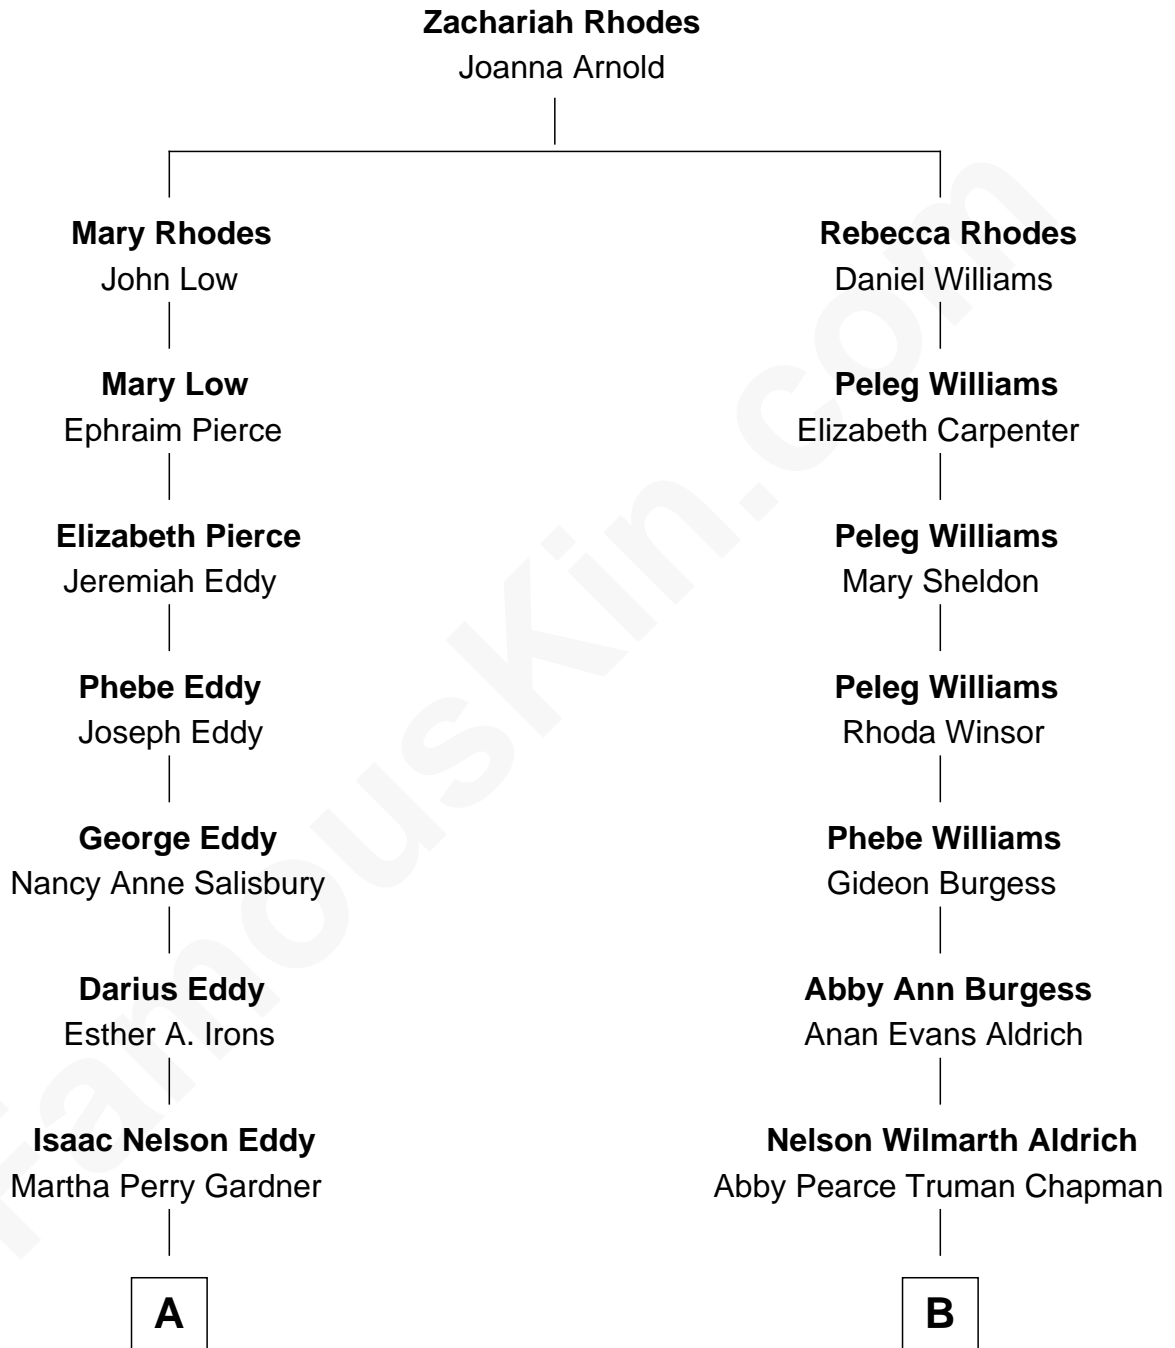 Zachariah Rhodes
Joanna Arnold
Mary Rhodes
John Low
Rebecca Rhodes
Daniel Williams
Mary Low
Ephraim Pierce
Peleg Williams
Elizabeth Carpenter
Elizabeth Pierce
Jeremiah Eddy
Peleg Williams
Mary Sheldon
Phebe Eddy
Joseph Eddy
Peleg Williams
Rhoda Winsor
George Eddy
Nancy Anne Salisbury
Phebe Williams
Gideon Burgess
Darius Eddy
Esther A. Irons
Abby Ann Burgess
Anan Evans Aldrich
Isaac Nelson Eddy
Martha Perry Gardner
Nelson Wilmarth Aldrich
Abby Pearce Truman Chapman
A
B
FamousKin.com